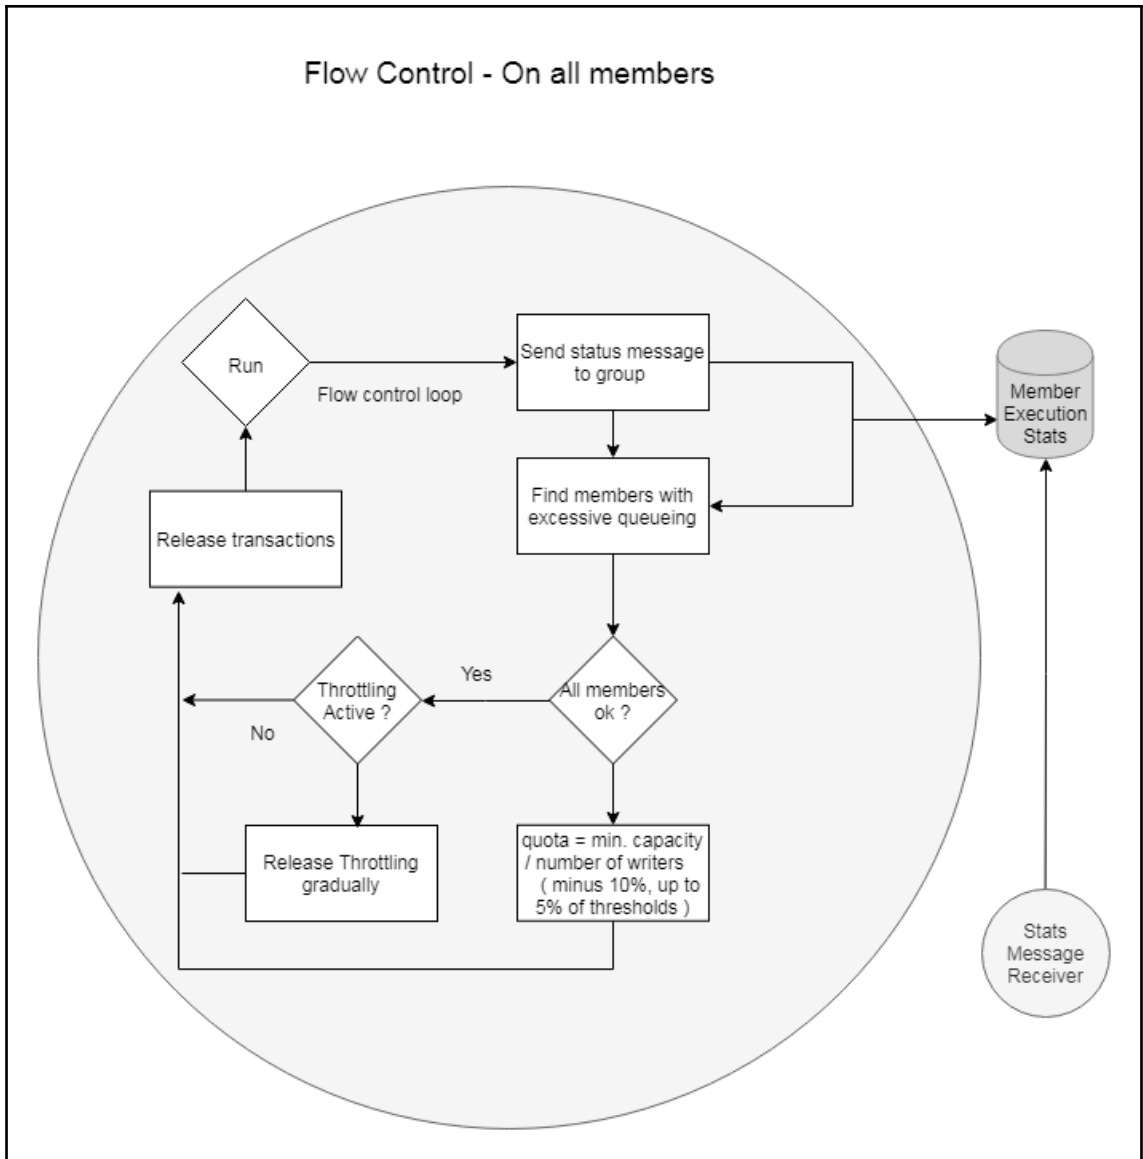 Flow Control - On all members
Run
Flow control loop
Send status message
to group
Member
Execution
Stats
Find members with
excessive queueing
Release transactions
Throttling
Active ?
Yes
All members
ok ?
No
Release Throttling
gradually
quota = min. capacity
/ number of writers
( minus 10%, up to
5% of thresholds )
Stats
Message
Receiver